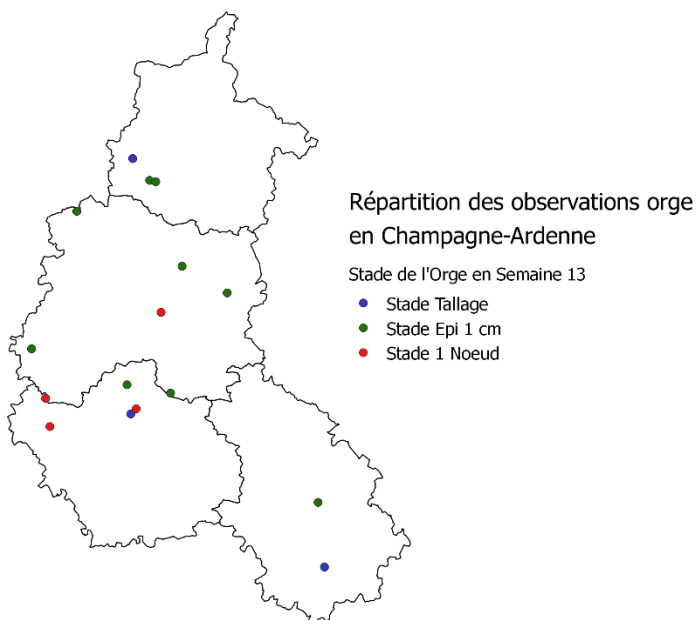 Répartition des observations orge
en Champagne-Ardenne
Stade de l'Orge en Semaine 13
Stade Tallage
Stade Epi 1 cm
Stade 1 Noeud